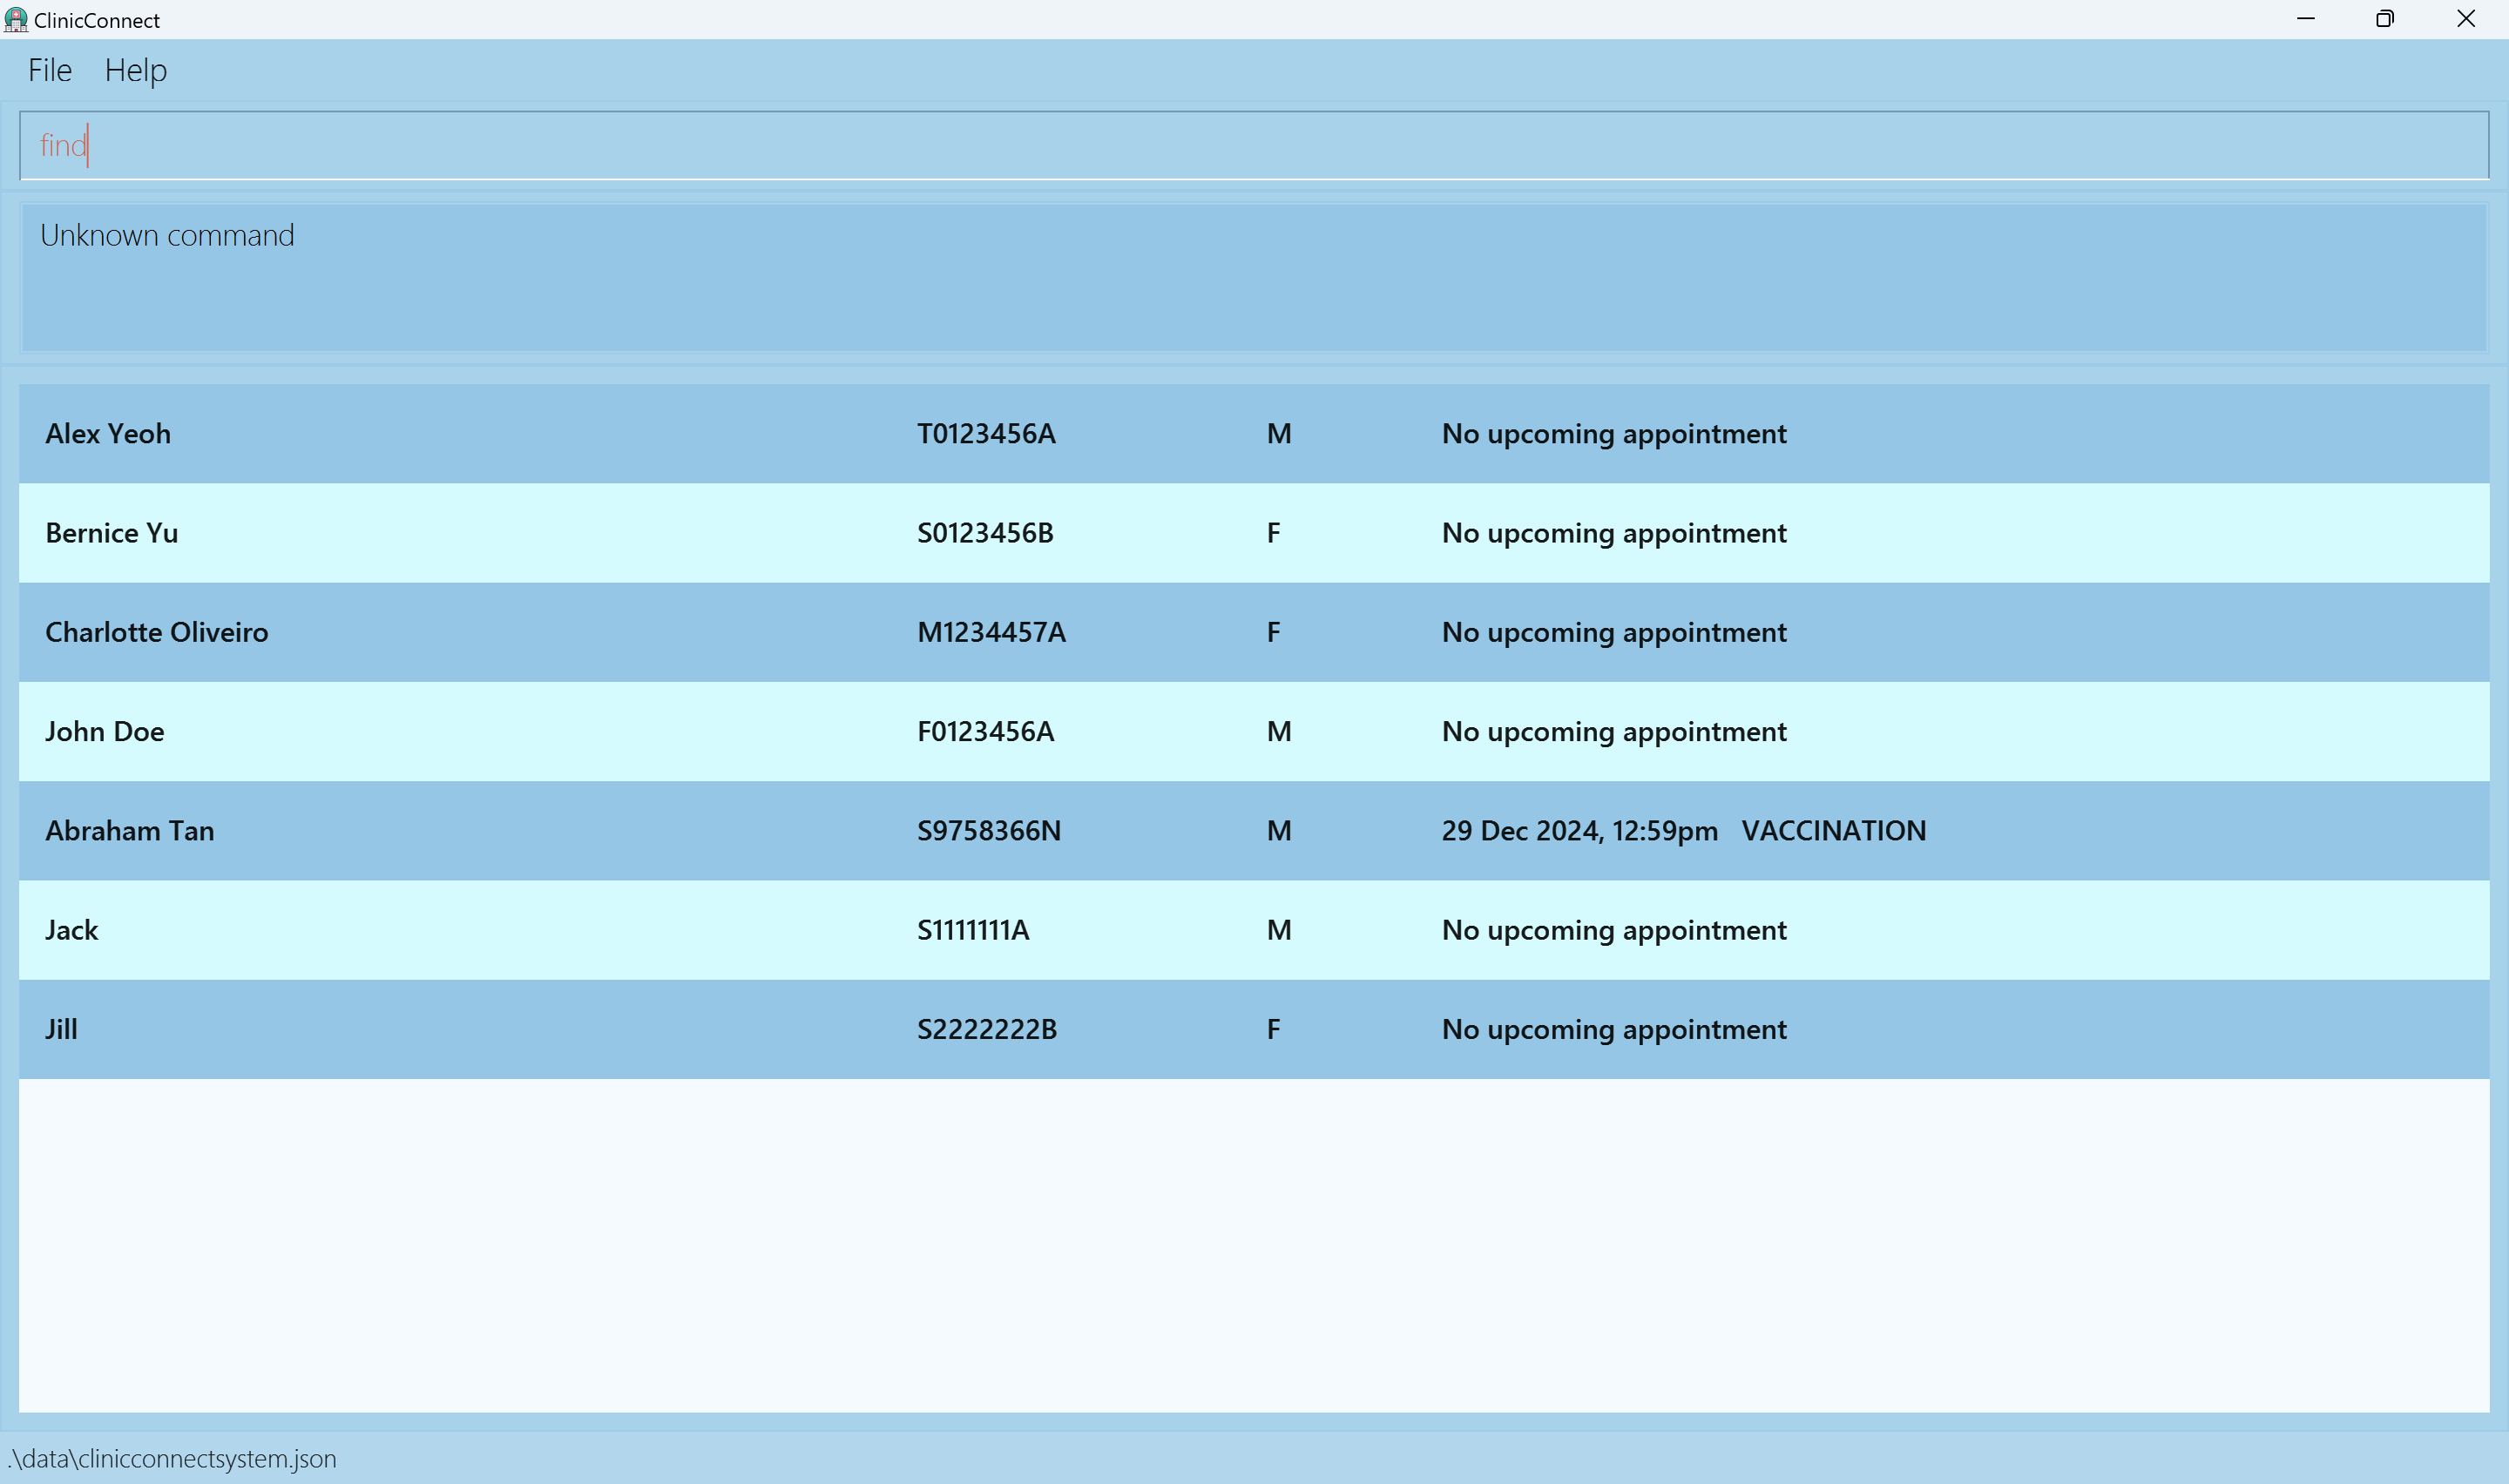 ClinicConnect
File Help
find
Unknown command
Alex Yeoh T0123456A M No upcoming appointment
Bernice Yu S0123456B F No upcoming appointment
Charlotte Oliveiro M1234457A F No upcoming appointment
John Doe F0123456A M No upcoming appointment
Abraham Tan S9758366N M 29 Dec 2024, 12:59pm VACCINATION
Jack S1111111A M No upcoming appointment
Jill S2222222B F No upcoming appointment
.\data\clinicconnectsystem.json